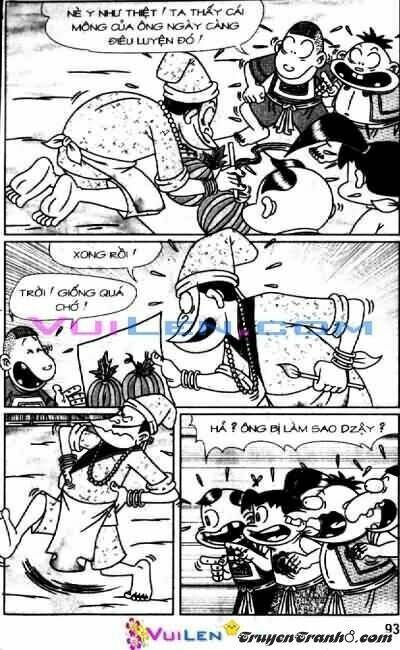 NÈ Y NHƯ THIỆT! TA THẤY CÁI
MÔNG CỦA ÔNG NGÀY CÀNG
ĐIÊU LUYỆN ĐÓ!
XONG RỒI!
TRỜI! GIỐNG QUÁ
CHỚ!
VUILEN.COM
HẢ? ÔNG BỊ LÀM SAO DZẬY?
93
VUILEN
TruyenTranh8.com